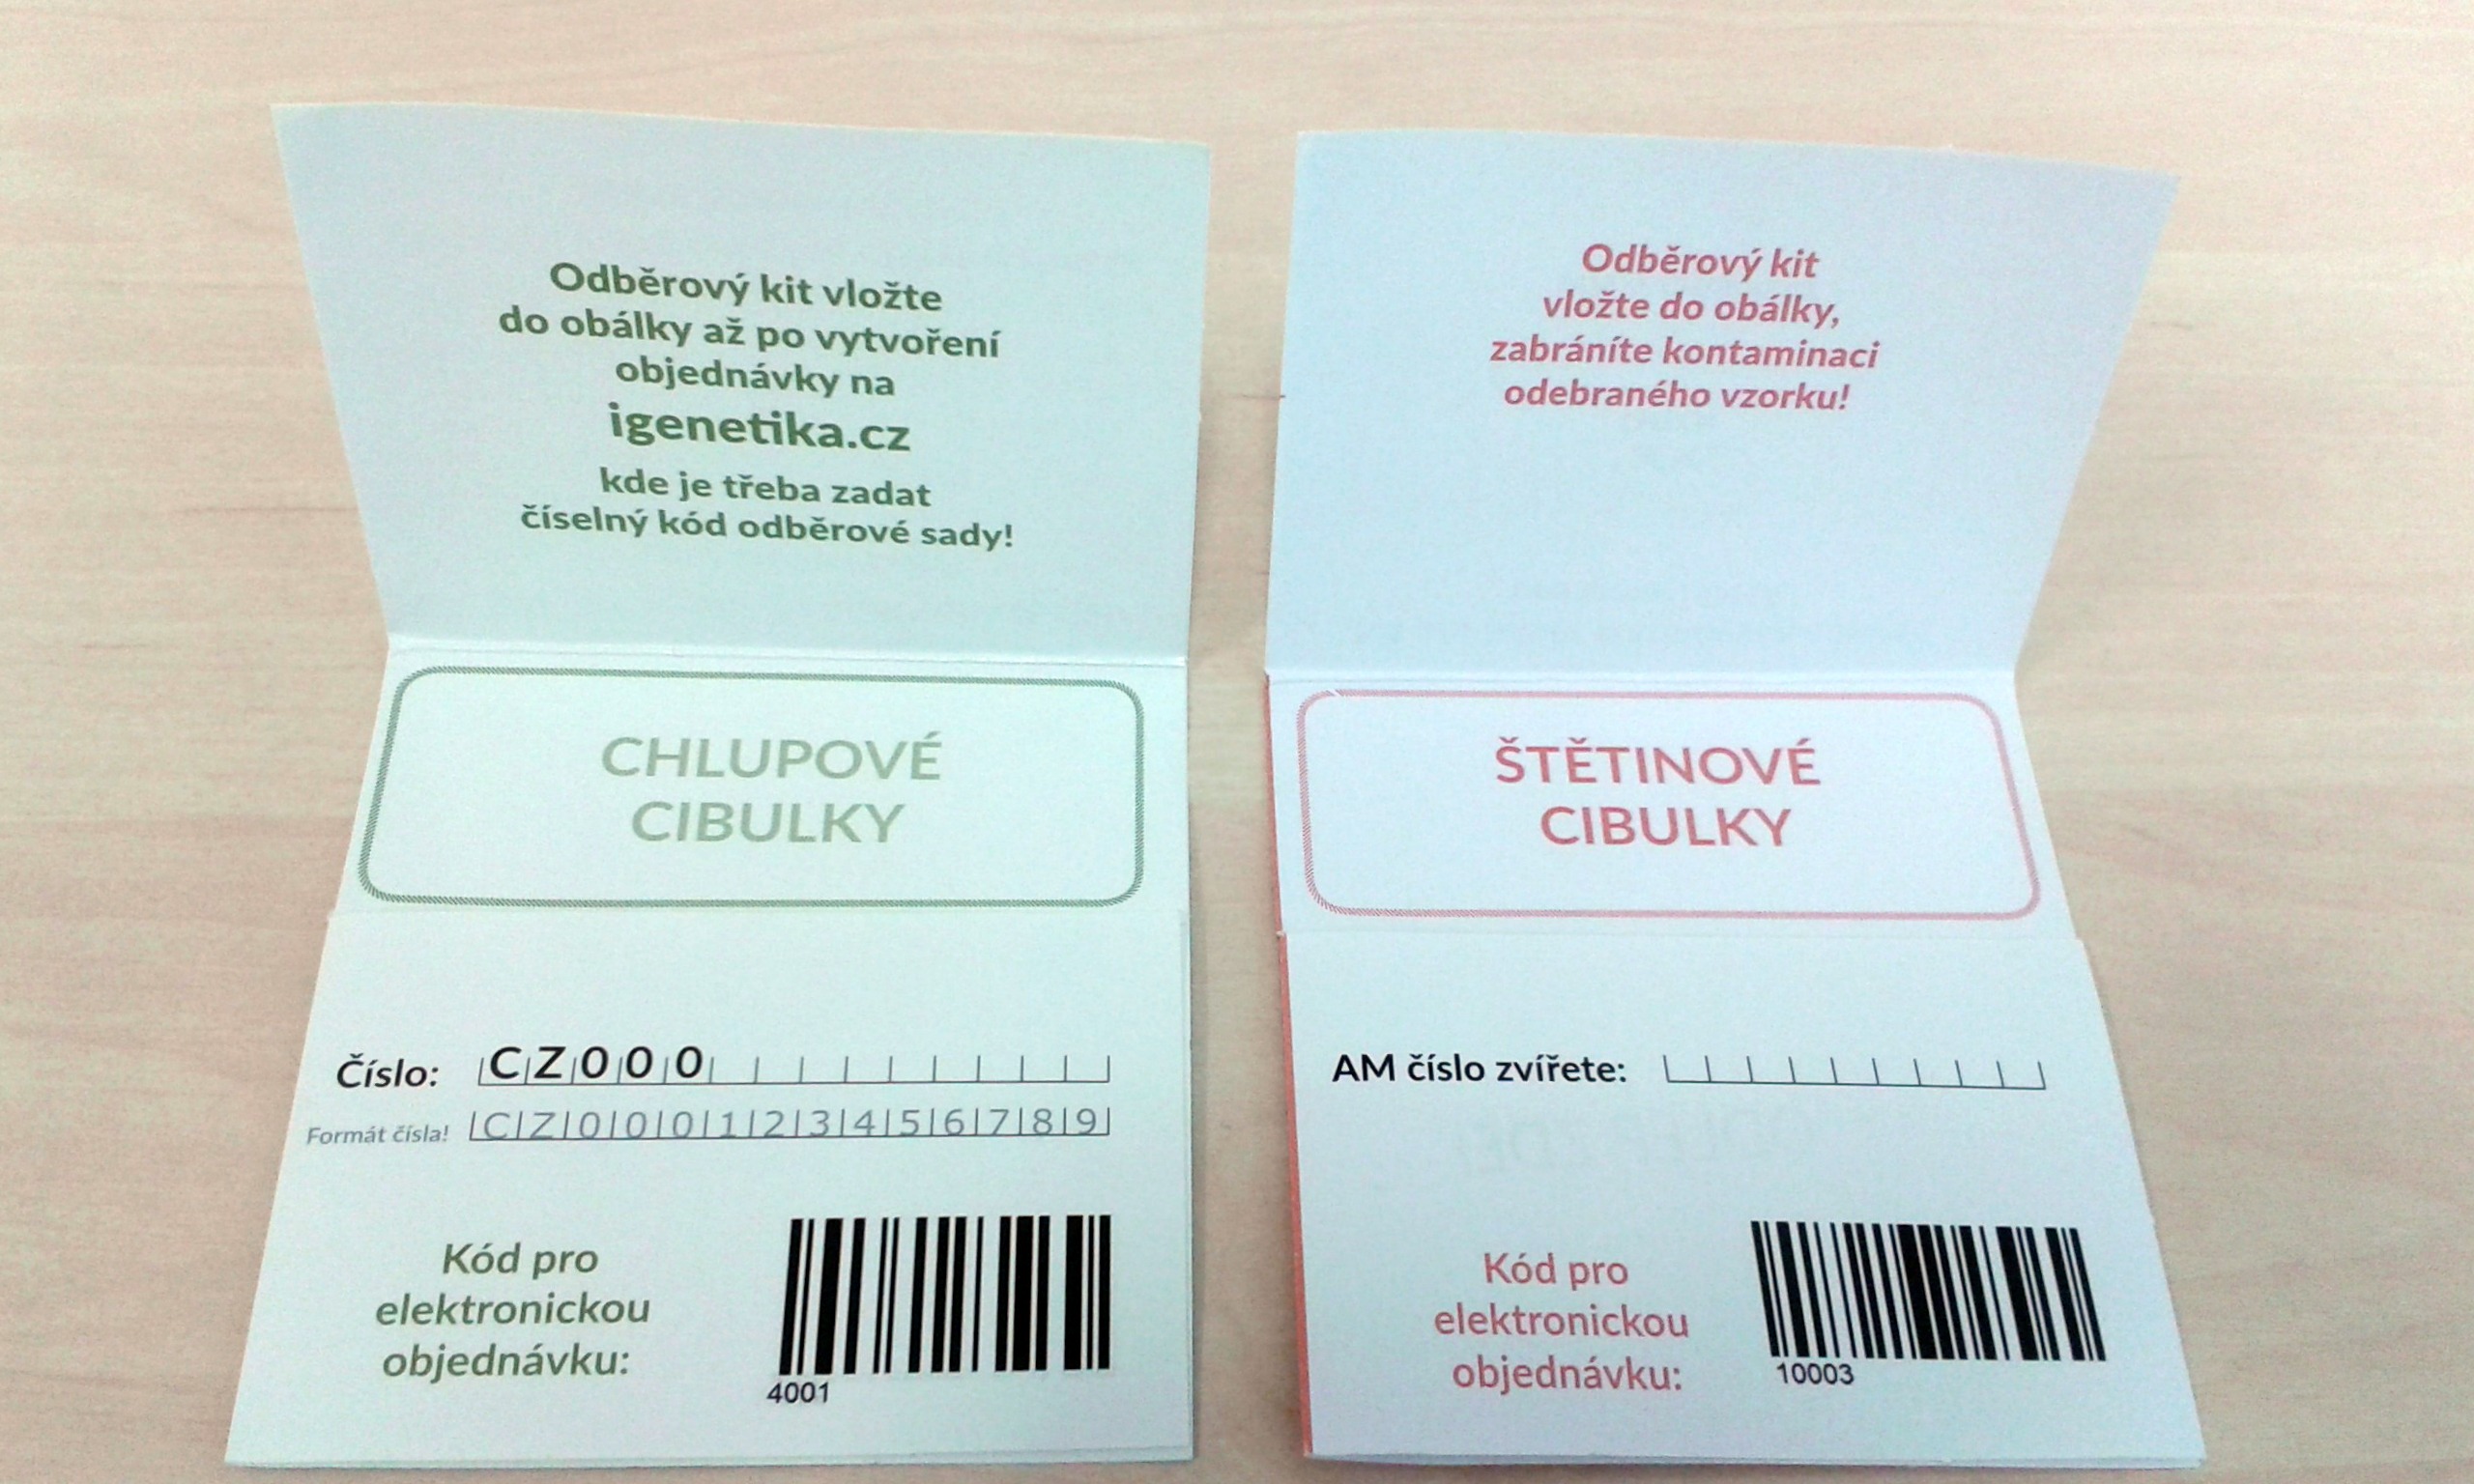 Odběrový kit vložte
do obálky až po vytvoření
objednávky na
igenetika.cz
kde je třeba zadat
číselný kód odběrové sady!
CHLUPOVÉ
CIBULKY
Číslo: CZ000
Formát čísla! CZ000123456789
Kód pro
elektronickou
objednávku:
4001
Odběrový kit
vložte do obálky,
zabráníte kontaminaci
odebraného vzorku!
ŠTĚTINOVÉ
CIBULKY
AM číslo zvířete:
Kód pro
elektronickou
objednávku:
10003